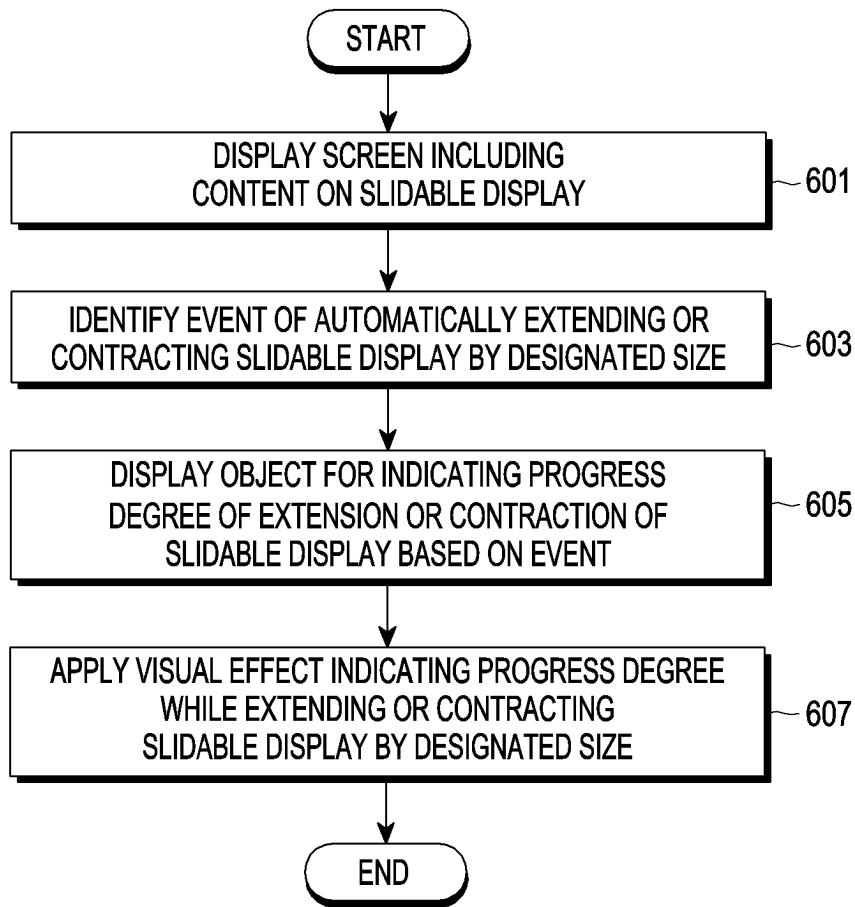 START
DISPLAY SCREEN INCLUDING
CONTENT ON SLIDABLE DISPLAY
601
IDENTIFY EVENT OF AUTOMATICALLY EXTENDING OR
CONTRACTING SLIDABLE DISPLAY BY DESIGNATED SIZE
603
DISPLAY OBJECT FOR INDICATING PROGRESS
DEGREE OF EXTENSION OR CONTRACTION OF
SLIDABLE DISPLAY BASED ON EVENT
605
APPLY VISUAL EFFECT INDICATING PROGRESS DEGREE
WHILE EXTENDING OR CONTRACTING
SLIDABLE DISPLAY BY DESIGNATED SIZE
607
END